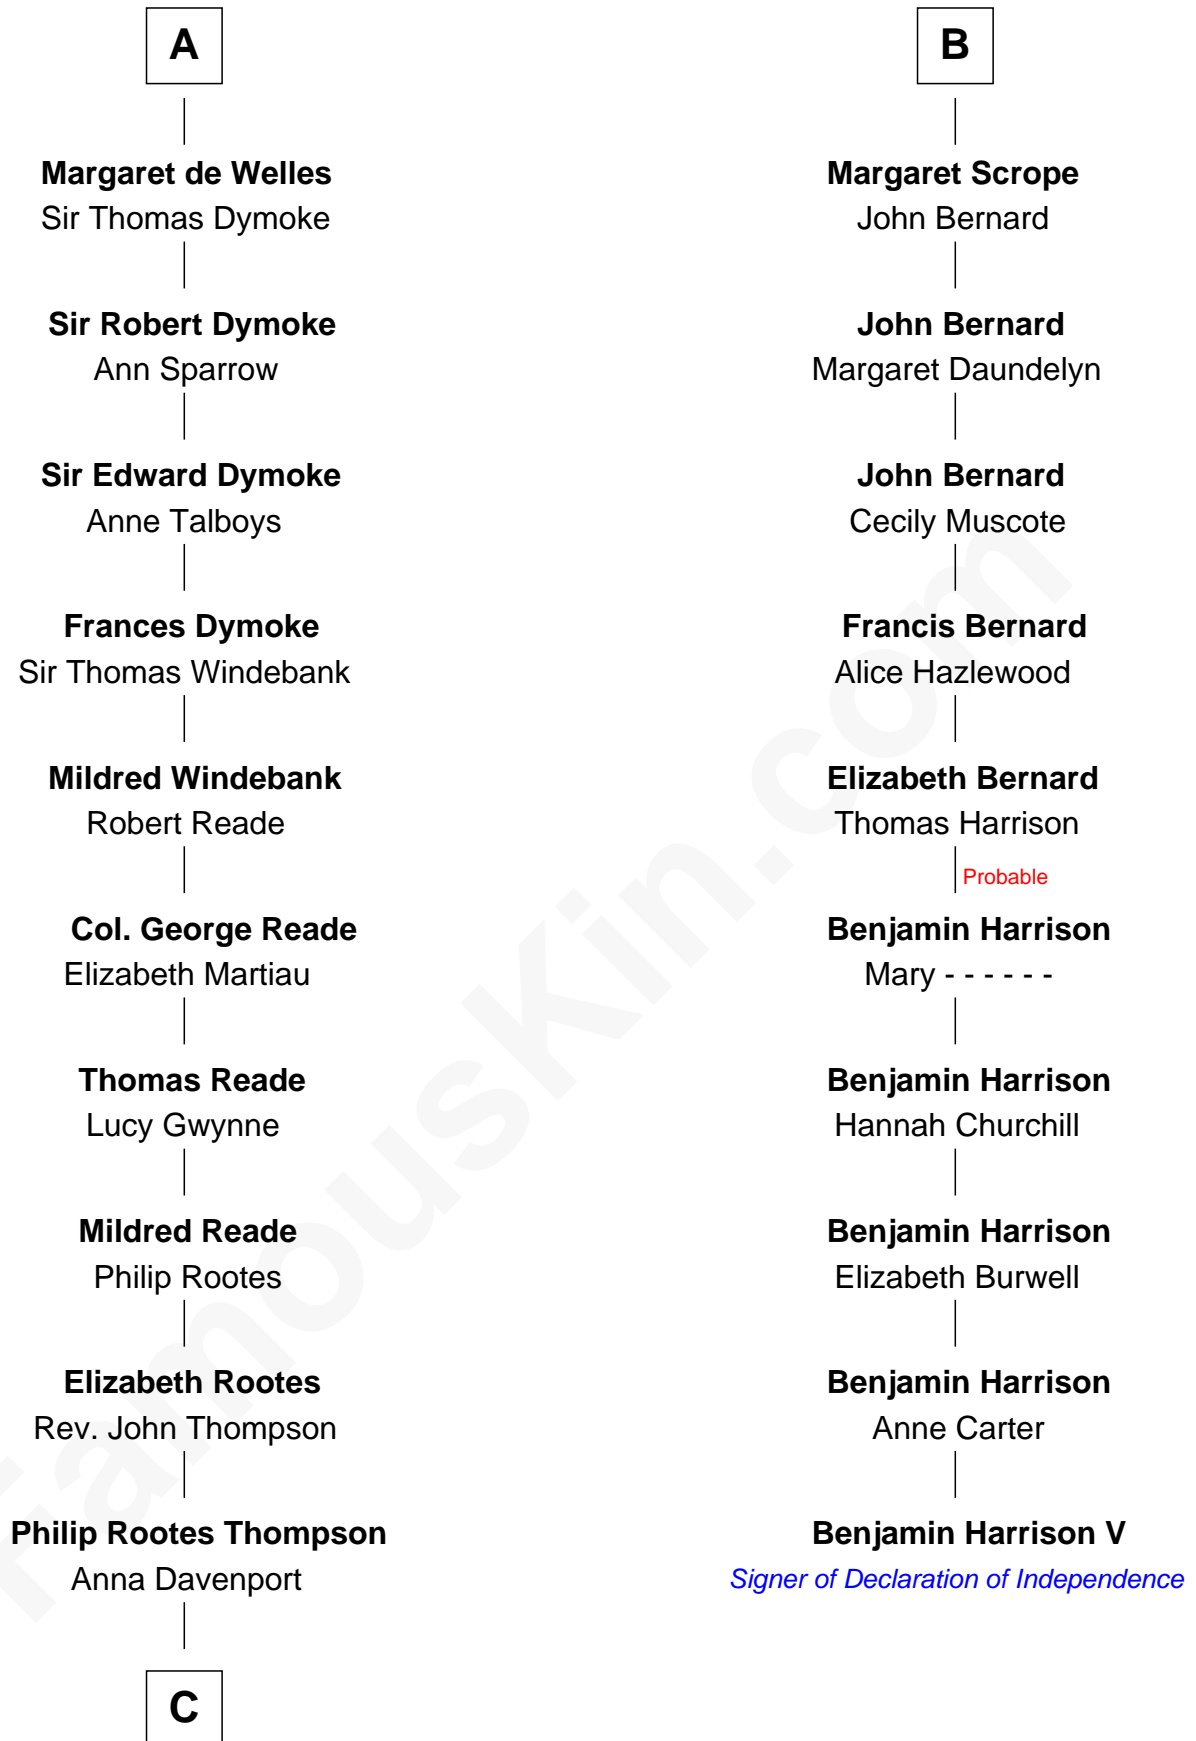 A
Margaret de Welles
Sir Thomas Dymoke
Sir Robert Dymoke
Ann Sparrow
Sir Edward Dymoke
Anne Talboys
Frances Dymoke
Sir Thomas Windebank
Mildred Windebank
Robert Reade
Col. George Reade
Elizabeth Martiau
Thomas Reade
Lucy Gwynne
Mildred Reade
Philip Rootes
Elizabeth Rootes
Rev. John Thompson
Philip Rootes Thompson
Anna Davenport
C
B
Margaret Scrope
John Bernard
John Bernard
Margaret Daundelyn
John Bernard
Cecily Muscote
Francis Bernard
Alice Hazlewood
Elizabeth Bernard
Thomas Harrison
Probable
Benjamin Harrison
Mary - - - - - -
Benjamin Harrison
Hannah Churchill
Benjamin Harrison
Elizabeth Burwell
Benjamin Harrison
Anne Carter
Benjamin Harrison V
Signer of Declaration of Independence
FamousKin.com